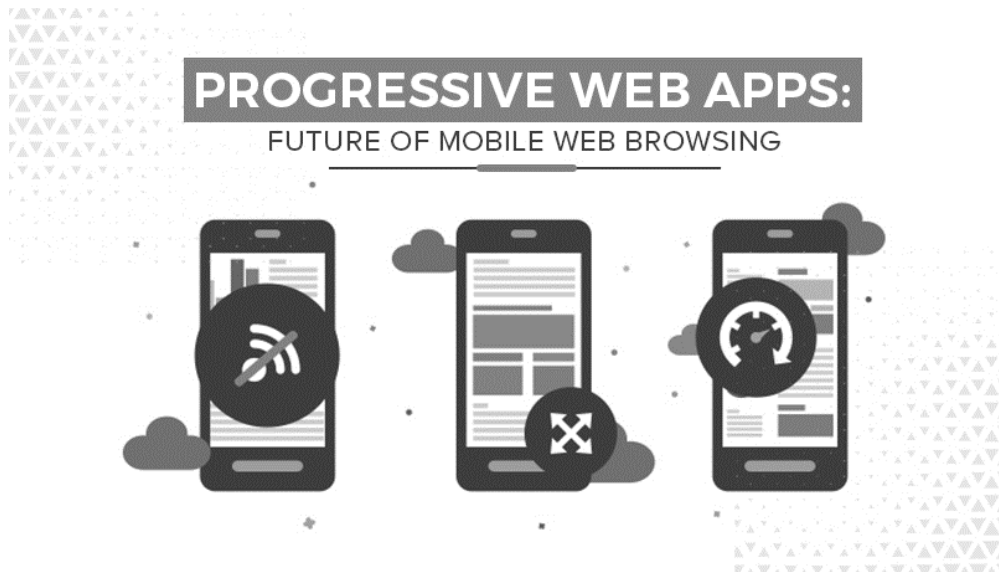 PROGRESSIVE WEB APPS:
FUTURE OF MOBILE WEB BROWSING